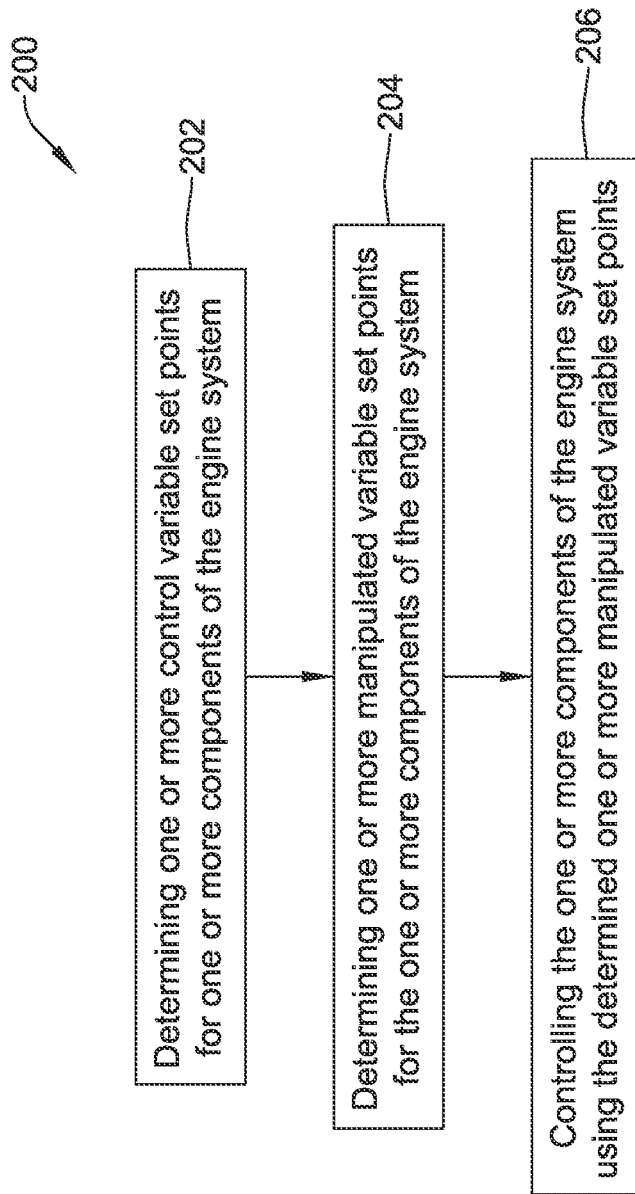 200
202
Determining one or more control variable set points
for one or more components of the engine system
204
Determining one or more manipulated variable set points
for the one or more components of the engine system
206
Controlling the one or more components of the engine system
using the determined one or more manipulated variable set points